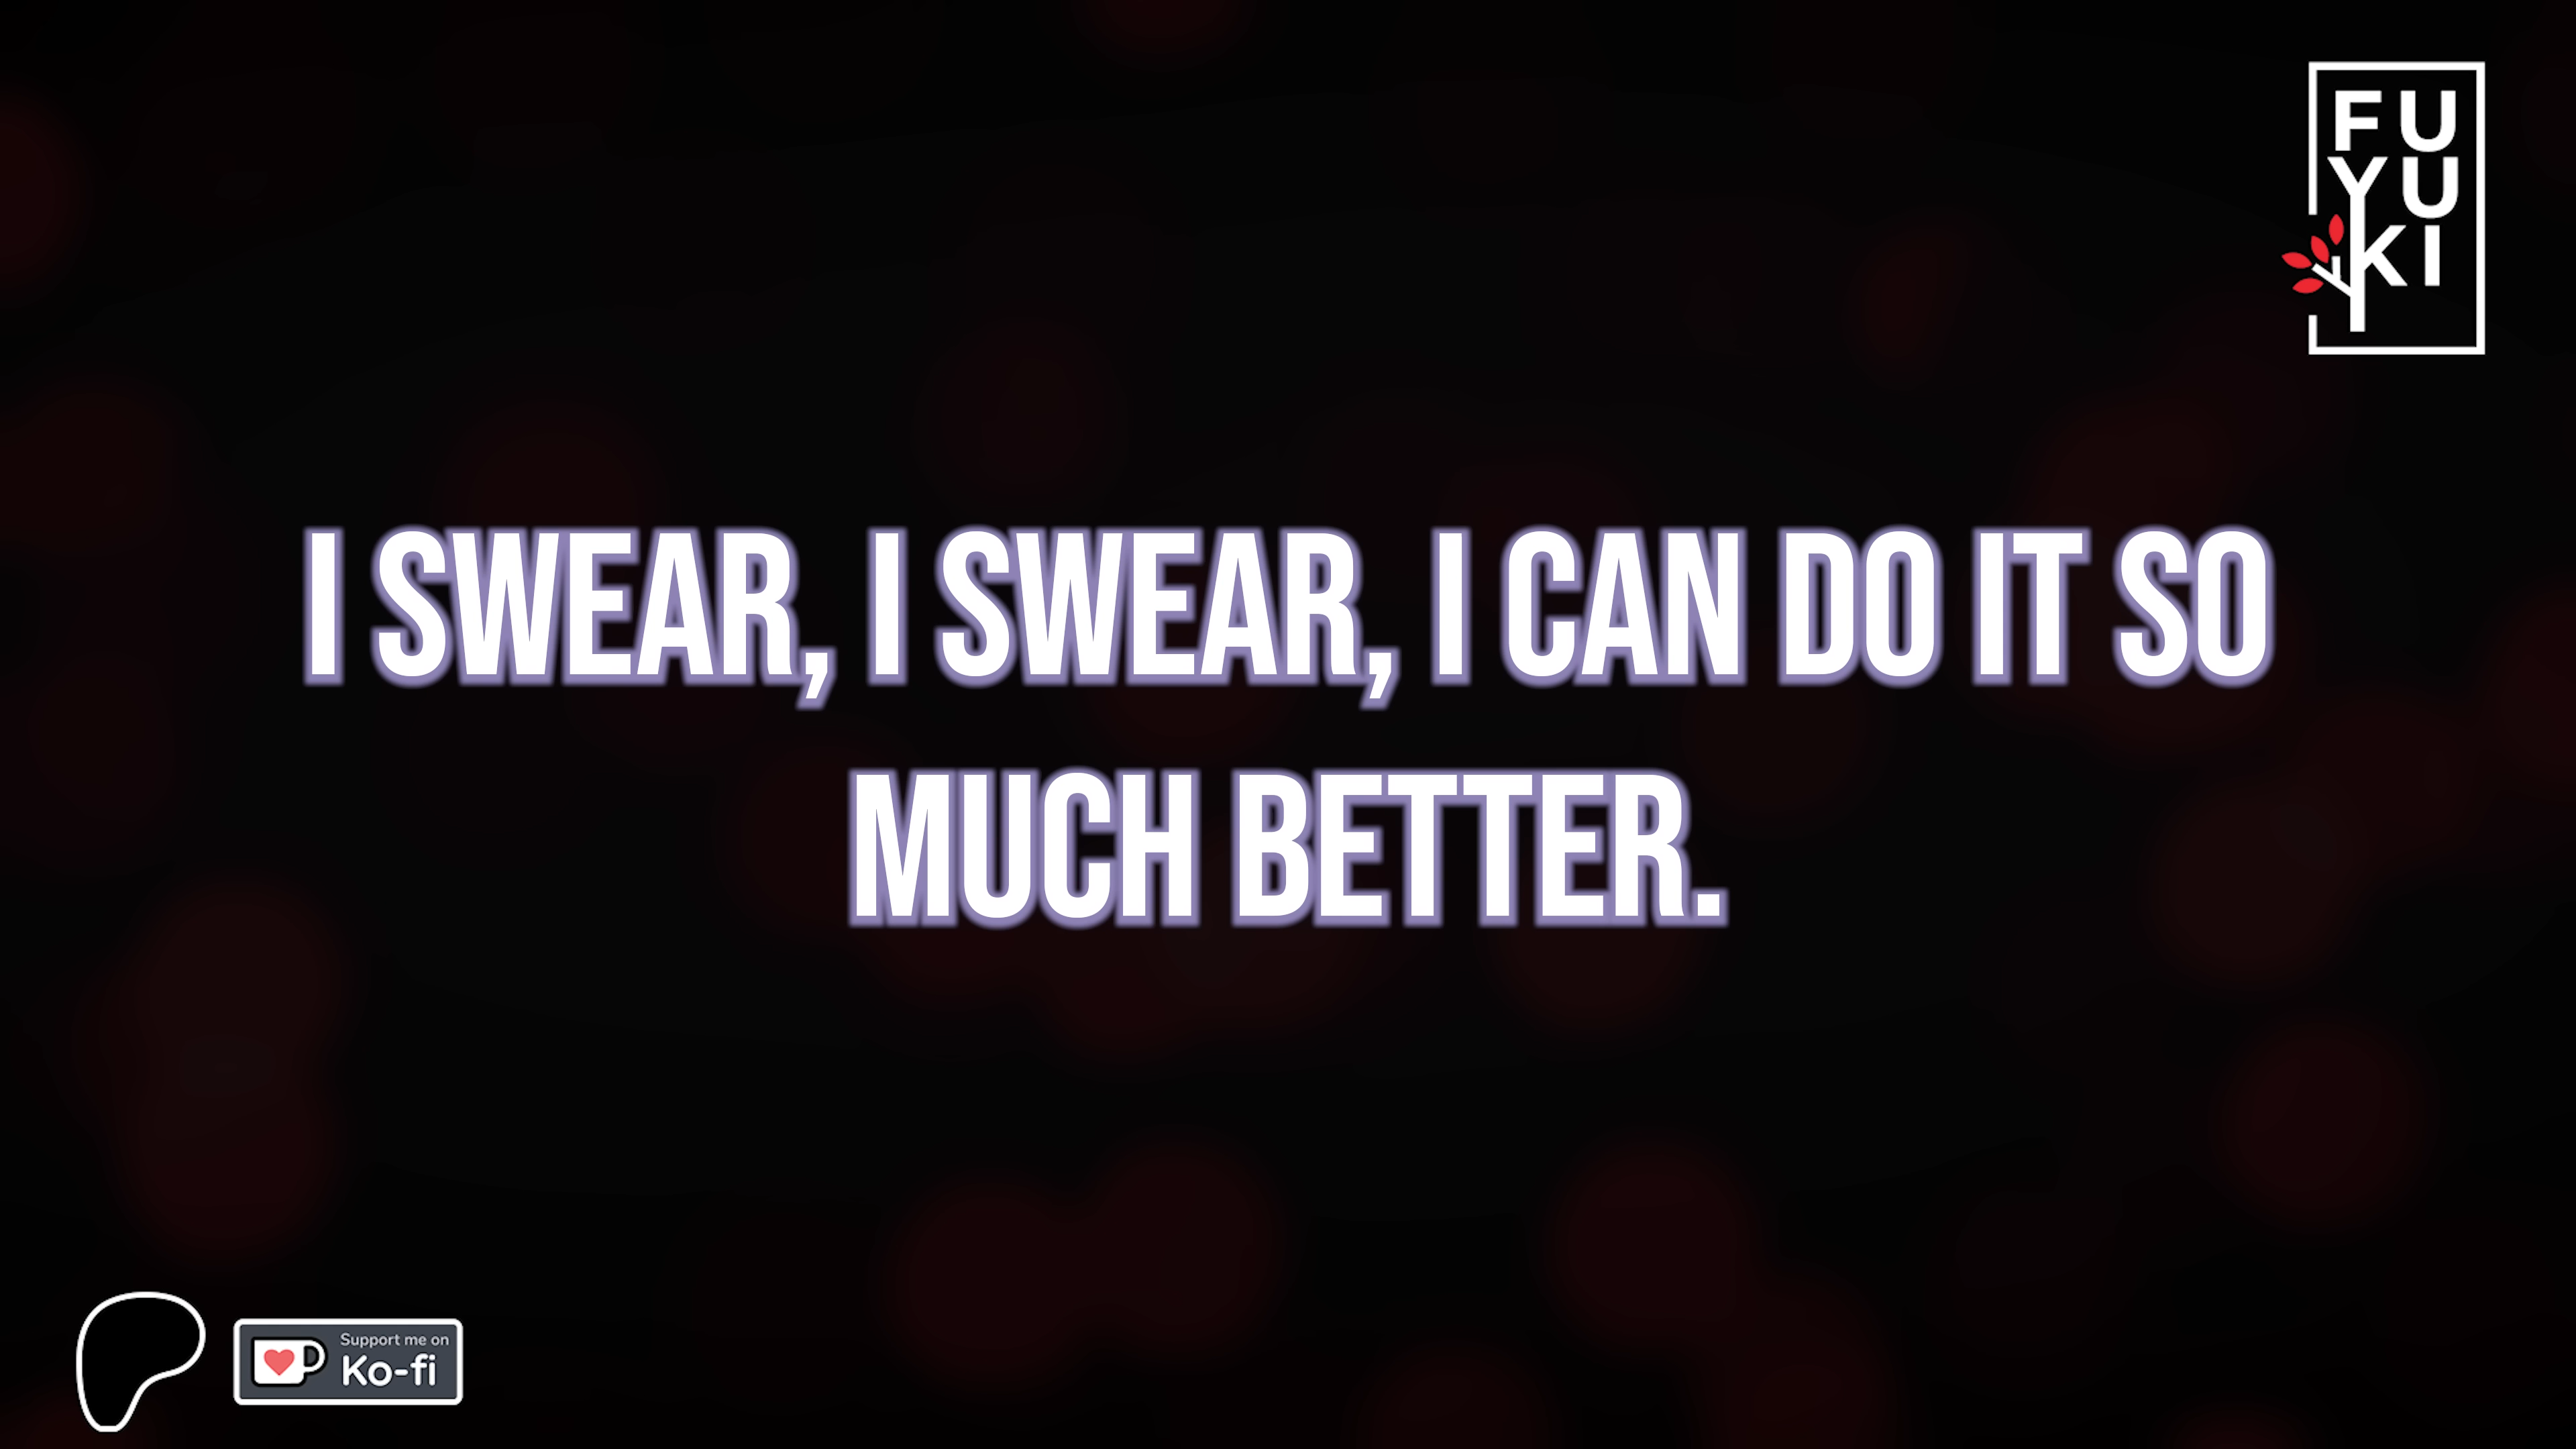 FU
YU
KI
I SWEAR, I SWEAR, I CAN DO IT SO
MUCH BETTER.
Support me on
Ko-fi